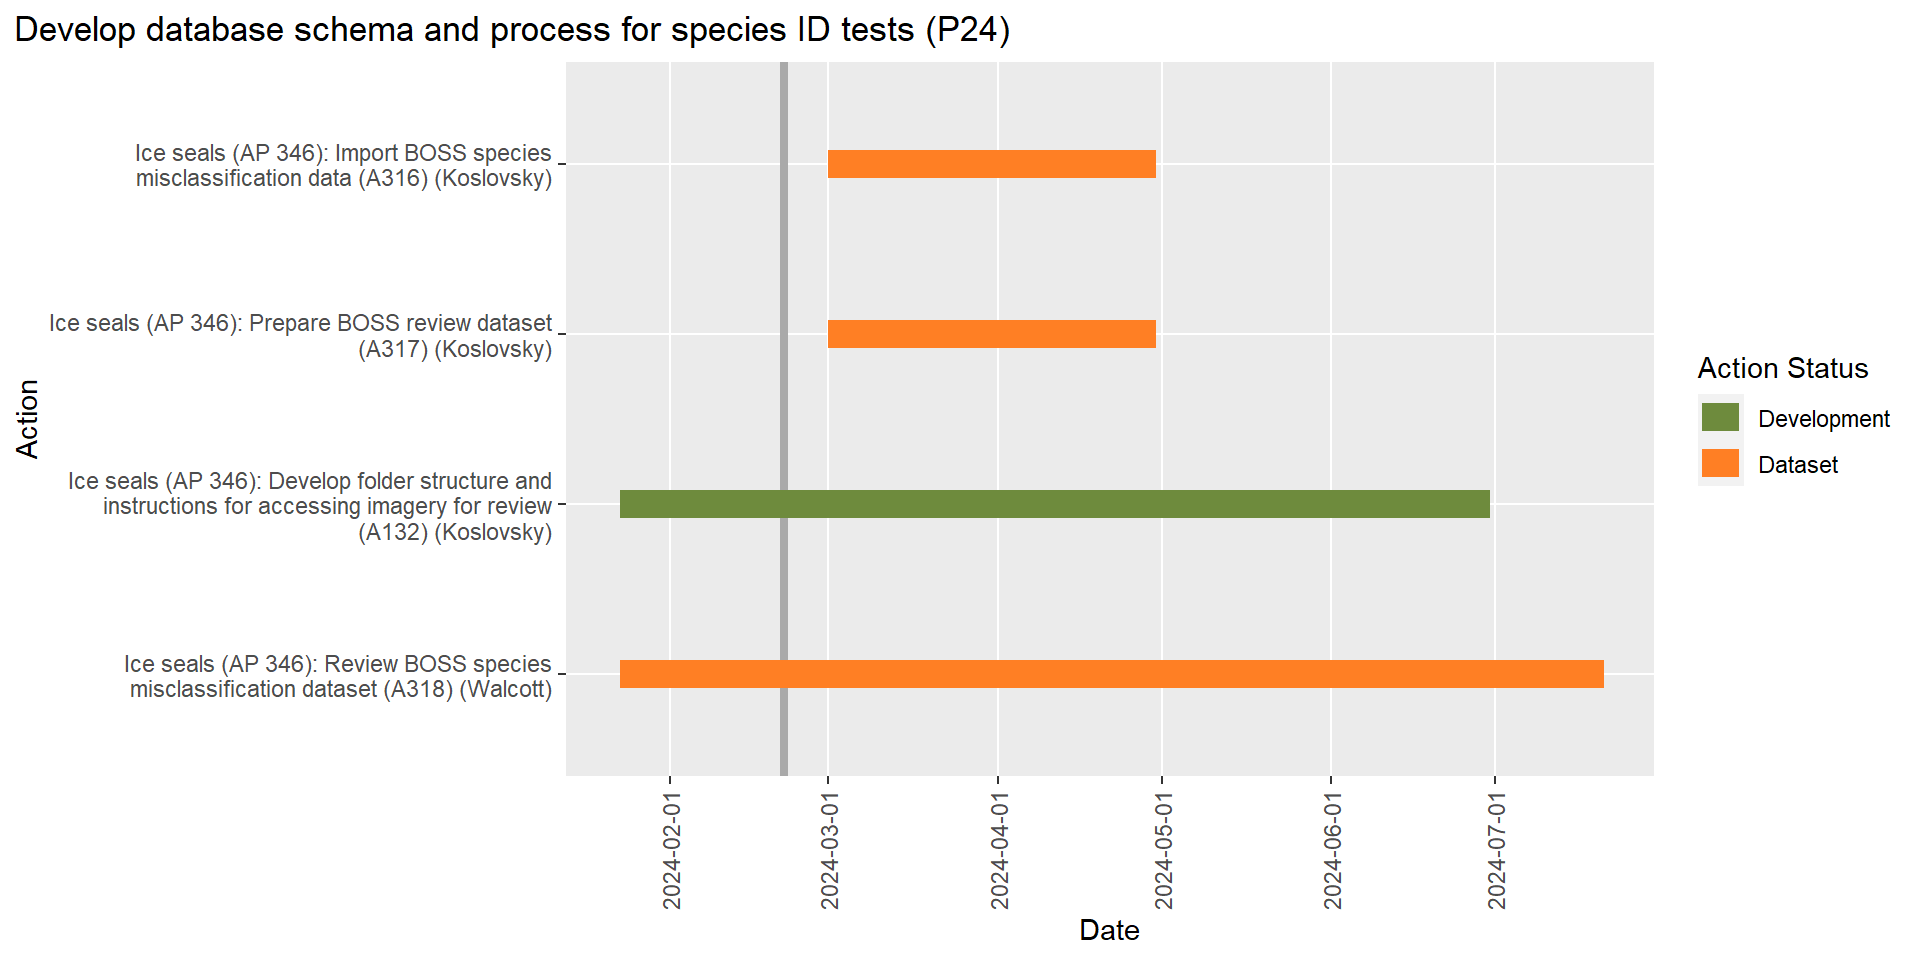 Develop database schema and process for species ID tests (P24)
Ice seals (AP 346): Import BOSS species
misclassification data (A316) (Koslovsky)
Ice seals (AP 346): Prepare BOSS review dataset
(A317) (Koslovsky)
Ice seals (AP 346): Develop folder structure and
instructions for accessing imagery for review
(A132) (Koslovsky)
Ice seals (AP 346): Review BOSS species
misclassification dataset (A318) (Walcott)
Action
2024-02-01
2024-03-01
2024-04-01
2024-05-01
2024-06-01
2024-07-01
Date
Action Status
Development
Dataset